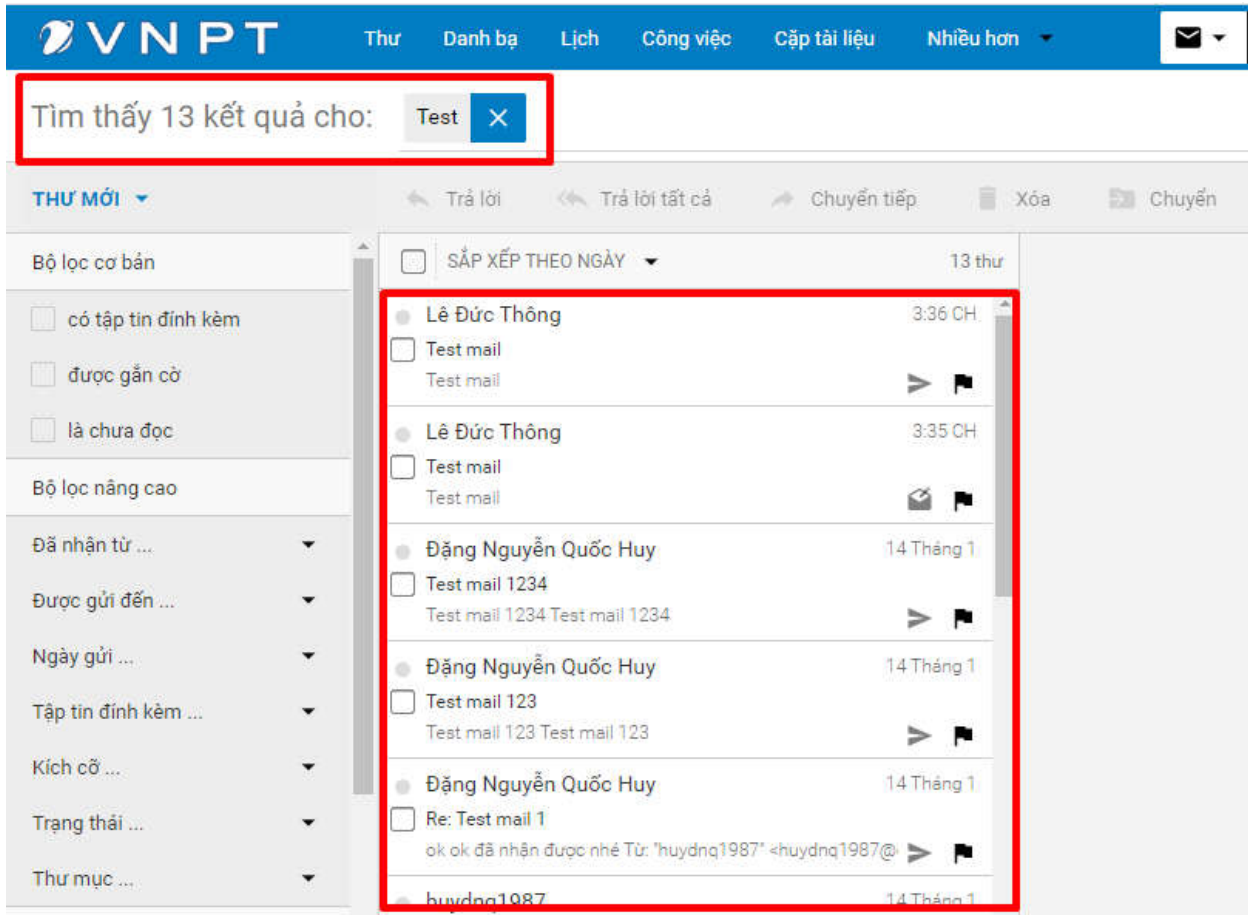 VNPT Thư Danh bạ Lịch Công việc Cặp tài liệu Nhiều hơn
Tìm thấy 13 kết quả cho: Test
THƯ MỚI Trả lời Trả lời tất cả Chuyển tiếp Xóa Chuyển
Bộ lọc cơ bản
có tập tin đính kèm
được gắn cờ
là chưa đọc
Bộ lọc nâng cao
Đã nhận từ ...
Được gửi đến ...
Ngày gửi ...
Tập tin đính kèm ...
Kích cỡ ...
Trạng thái ...
Thư mục ...
SẮP XẾP THEO NGÀY 13 thư
Lê Đức Thông 3:36 CH
Test mail
Test mail
Lê Đức Thông 3:35 CH
Test mail
Test mail
Đặng Nguyễn Quốc Huy 14 Tháng 1
Test mail 1234
Test mail 1234 Test mail 1234
Đặng Nguyễn Quốc Huy 14 Tháng 1
Test mail 123
Test mail 123 Test mail 123
Đặng Nguyễn Quốc Huy 14 Tháng 1
Re: Test mail 1
ok ok đã nhận được nhé Từ: "huydnq1987" <huydnq1987@
huydnq1987 14 Tháng 1